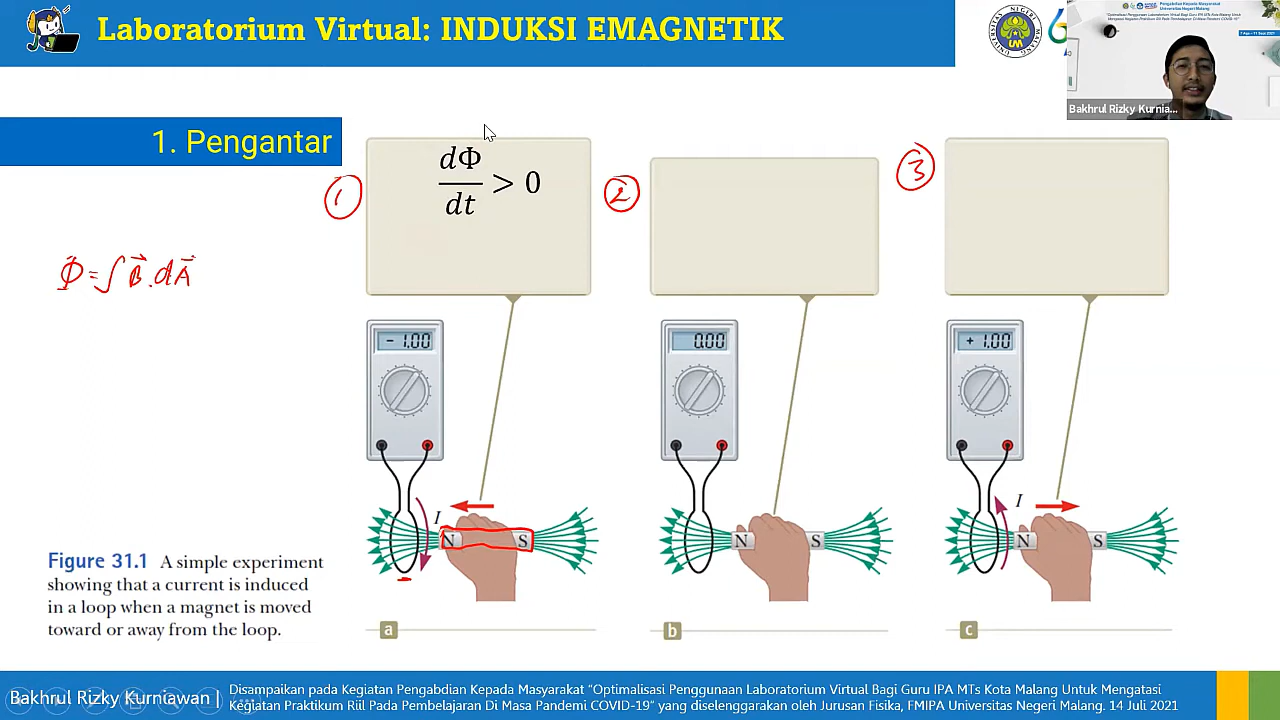 Laboratorium Virtual: INDUKSI EMAGNETIK
Bakhrul Rizky Kurnia...
1. Pengantar
Φ = ∫ B⃗ . dA⃗
1
dΦ
dt
> 0
2
3
- 1.00
0.00
+ 1.00
I
N
S
N
S
I
N
S
Figure 31.1 A simple experiment
showing that a current is induced
in a loop when a magnet is moved
toward or away from the loop.
a
b
c
Bakhrul Rizky Kurniawan |
Disampaikan pada Kegiatan Pengabdian Kepada Masyarakat “Optimalisasi Penggunaan Laboratorium Virtual Bagi Guru IPA MTs Kota Malang Untuk Mengatasi
Kegiatan Praktikum Riil Pada Pembelajaran Di Masa Pandemi COVID-19” yang diselenggarakan oleh Jurusan Fisika, FMIPA Universitas Negeri Malang. 14 Juli 2021